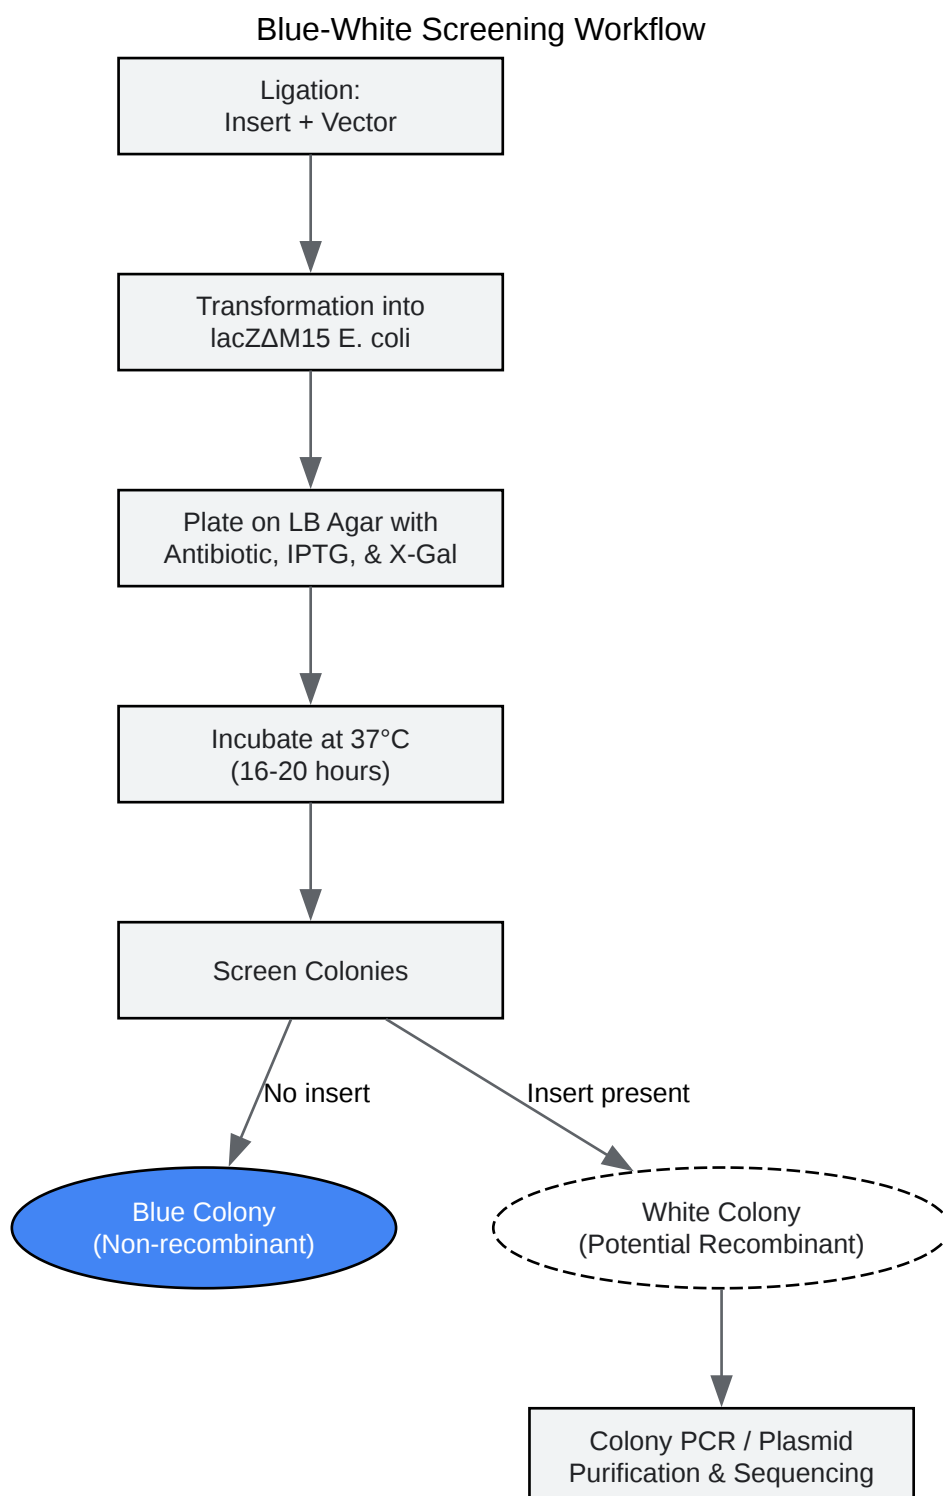 Blue-White Screening Workflow
Ligation:
Insert + Vector
Transformation into
lacZΔM15 E. coli
Plate on LB Agar with
Antibiotic, IPTG, & X-Gal
Incubate at 37°C
(16-20 hours)
Screen Colonies
No insert
Insert present
Blue Colony
(Non-recombinant)
White Colony
(Potential Recombinant)
Colony PCR / Plasmid
Purification & Sequencing